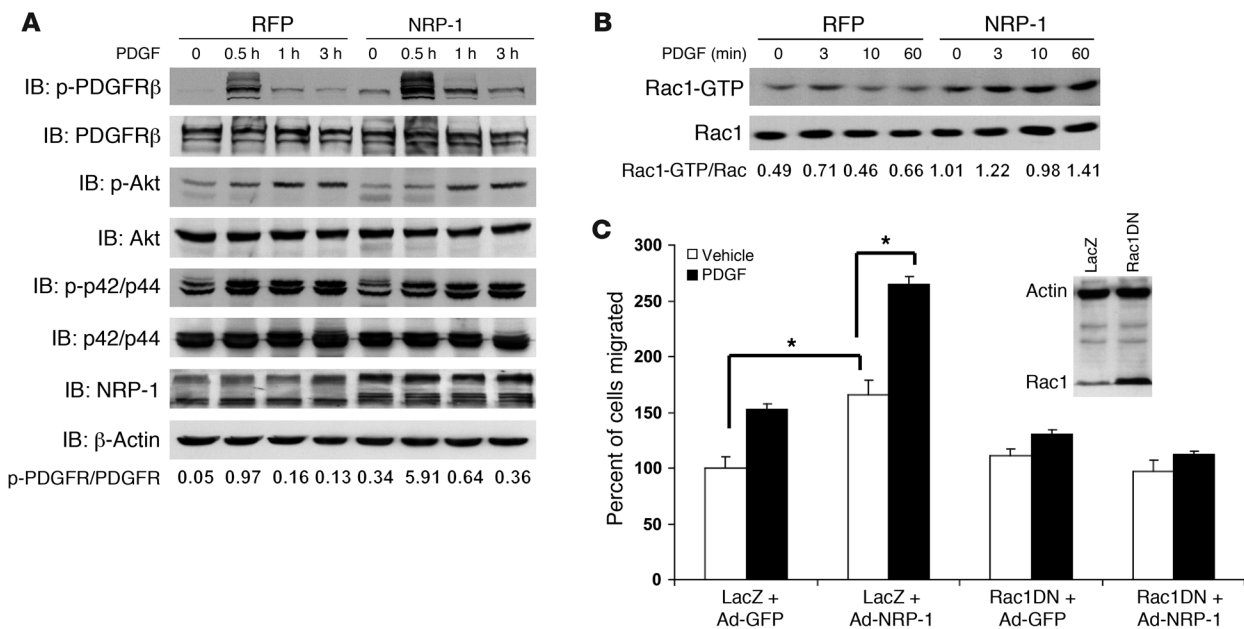 A
RFP NRP-1
PDGF 0 0.5 h 1 h 3 h 0 0.5 h 1 h 3 h
IB: p-PDGFRβ
IB: PDGFRβ
IB: p-Akt
IB: Akt
IB: p-p42/p44
IB: p42/p44
IB: NRP-1
IB: β-Actin
p-PDGFR/PDGFR 0.05 0.97 0.16 0.13 0.34 5.91 0.64 0.36
B
RFP NRP-1
PDGF (min) 0 3 10 60 0 3 10 60
Rac1-GTP
Rac1
Rac1-GTP/Rac 0.49 0.71 0.46 0.66 1.01 1.22 0.98 1.41
C
Percent of cells migrated
300
250
200
150
100
50
0
Vehicle
PDGF
*
*
LacZ
Rac1DN
Actin
Rac1
LacZ + LacZ + Rac1DN + Rac1DN +
Ad-GFP Ad-NRP-1 Ad-GFP Ad-NRP-1